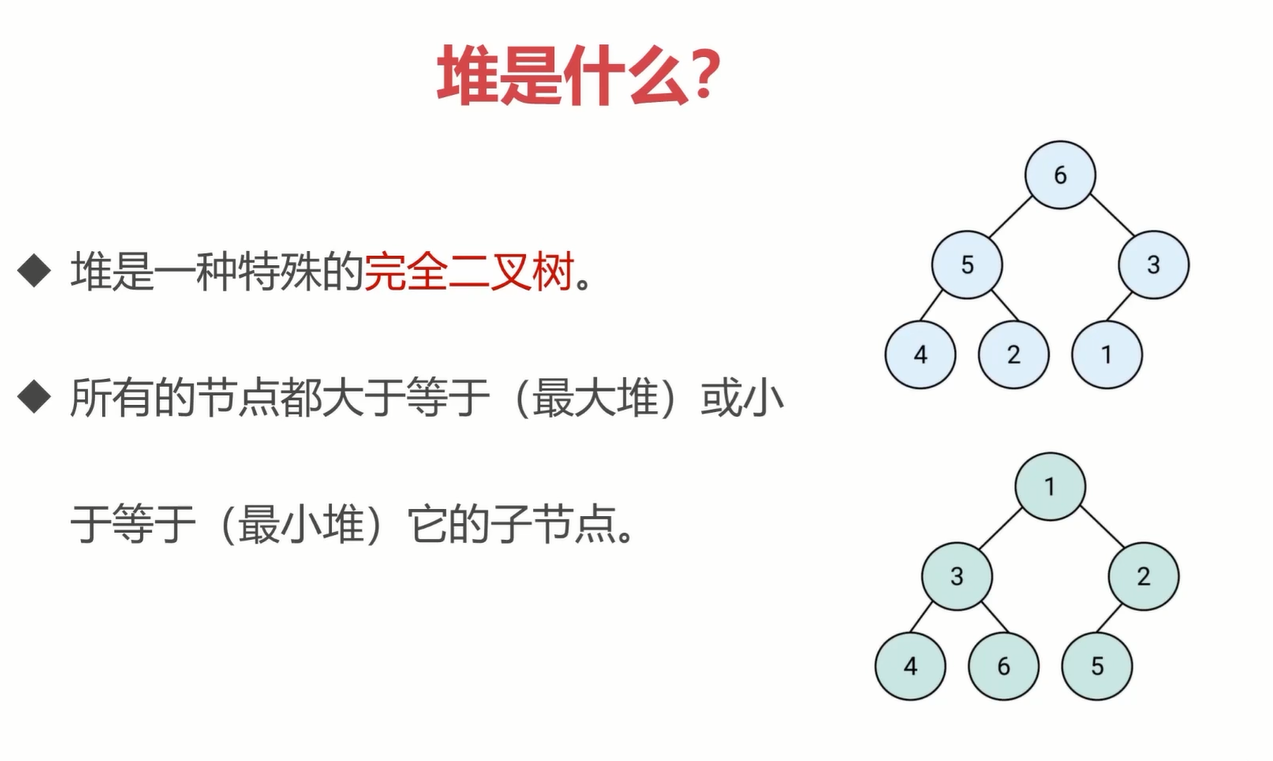 堆是什么？
◆ 堆是一种特殊的完全二叉树。
◆ 所有的节点都大于等于（最大堆）或小
于等于（最小堆）它的子节点。
6
5 3
4 2 1
1
3 2
4 6 5